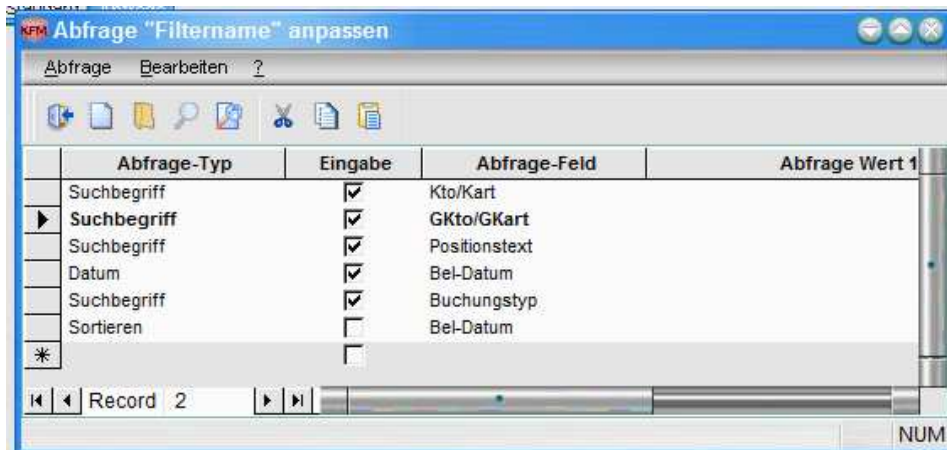 KFM Abfrage "Filtername" anpassen
Abfrage Bearbeiten ?
Abfrage-Typ Eingabe Abfrage-Feld Abfrage Wert 1
Suchbegriff Kto/Kart
Suchbegriff GKto/GKart
Suchbegriff Positionstext
Datum Bel-Datum
Suchbegriff Buchungstyp
Sortieren Bel-Datum
Record 2
NUM